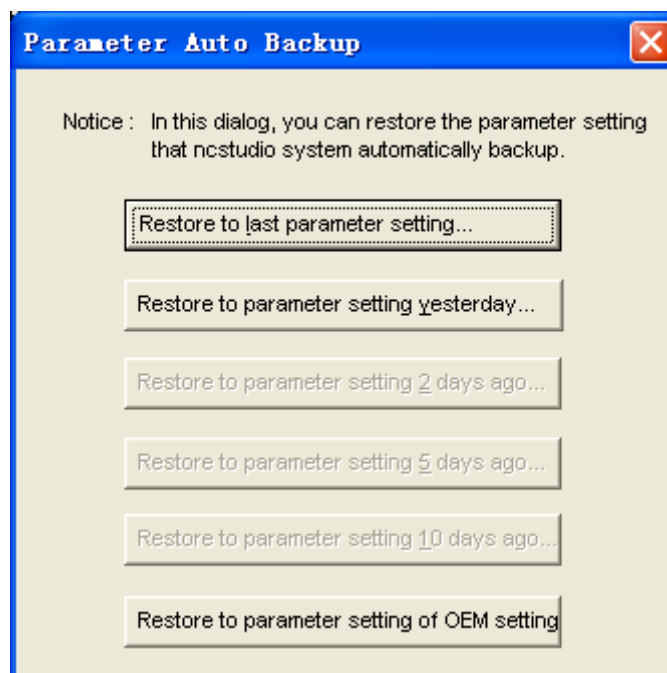 Parameter Auto Backup
Notice : In this dialog, you can restore the parameter setting
that ncstudio system automatically backup.
Restore to last parameter setting...
Restore to parameter setting yesterday...
Restore to parameter setting 2 days ago...
Restore to parameter setting 5 days ago...
Restore to parameter setting 10 days ago...
Restore to parameter setting of OEM setting